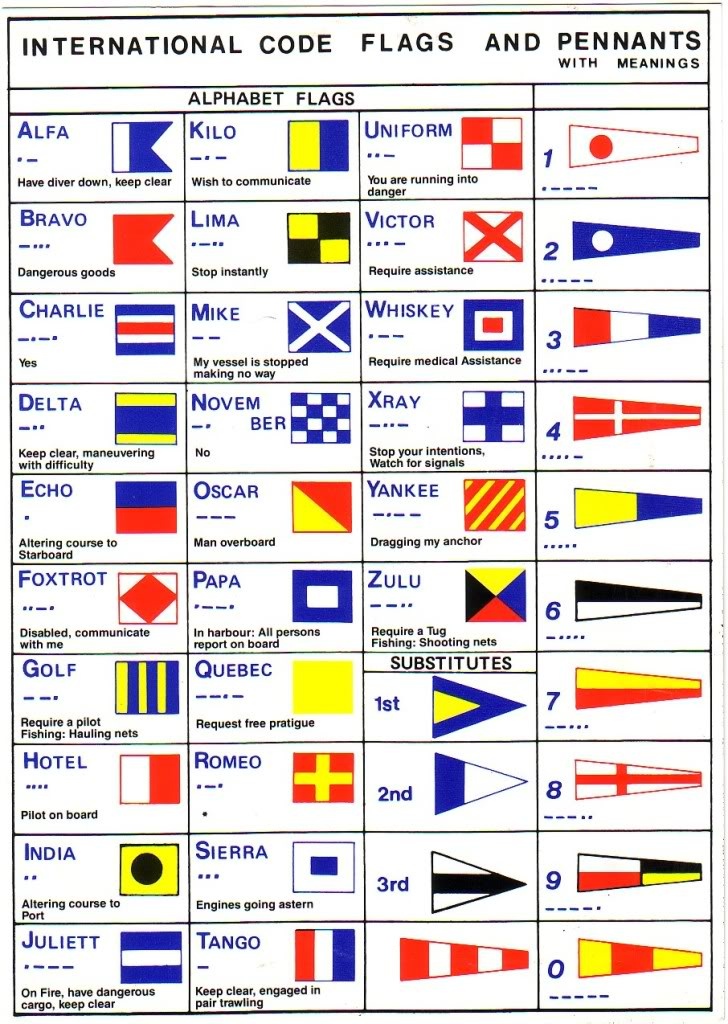 INTERNATIONAL CODE FLAGS AND PENNANTS
WITH MEANINGS
ALPHABET FLAGS
ALFA
·–
Have diver down, keep clear
BRAVO
–···
Dangerous goods
CHARLIE
–·–·
Yes
DELTA
–··
Keep clear, maneuvering
with difficulty
ECHO
·
Altering course to
Starboard
FOXTROT
··–·
Disabled, communicate
with me
GOLF
––·
Require a pilot
Fishing: Hauling nets
HOTEL
····
Pilot on board
INDIA
··
Altering course to
Port
JULIETT
·–––
On Fire, have dangerous
cargo, keep clear
KILO
–·–
Wish to communicate
LIMA
·–··
Stop instantly
MIKE
––
My vessel is stopped
making no way
NOVEM
BER
–·
No
OSCAR
–––
Man overboard
PAPA
·––·
In harbour: All persons
report on board
QUEBEC
––·–
Request free pratigue
ROMEO
·–·
SIERRA
···
Engines going astern
TANGO
–
Keep clear, engaged in
pair trawling
UNIFORM
··–
You are running into
danger
VICTOR
···–
Require assistance
WHISKEY
·––
Require medical Assistance
XRAY
–··–
Stop your intentions,
Watch for signals
YANKEE
–·––
Dragging my anchor
ZULU
––··
Require a Tug
Fishing: Shooting nets
SUBSTITUTES
1st
2nd
3rd
1
·––––
2
··–––
3
···––
4
····–
5
·····
6
–····
7
––···
8
–––··
9
––––·
0
–––––